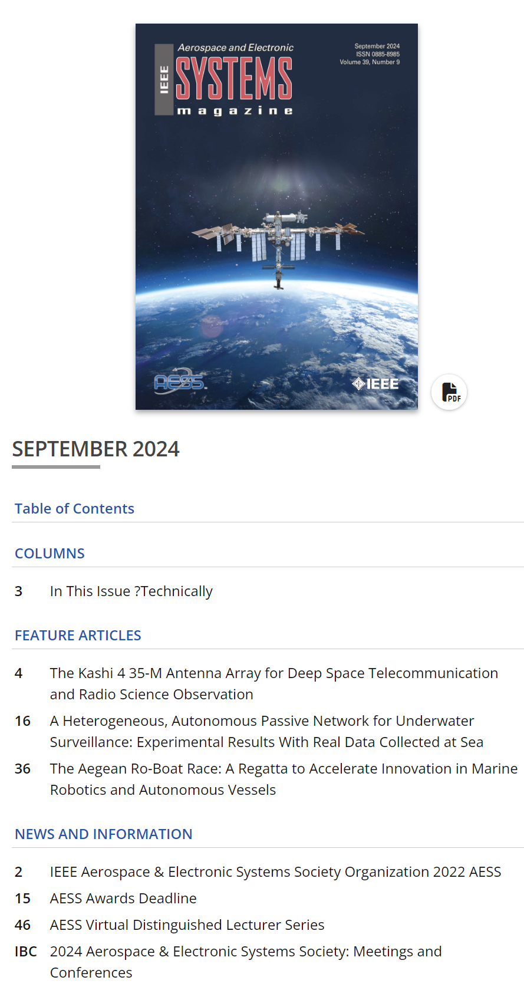 Aerospace and Electronic
IEEE
SYSTEMS
magazine
September 2024
ISSN 0885-8985
Volume 39, Number 9
AESS
IEEE
PDF
SEPTEMBER 2024
Table of Contents
COLUMNS
3 In This Issue ?Technically
FEATURE ARTICLES
4 The Kashi 4 35-M Antenna Array for Deep Space Telecommunication
and Radio Science Observation
16 A Heterogeneous, Autonomous Passive Network for Underwater
Surveillance: Experimental Results With Real Data Collected at Sea
36 The Aegean Ro-Boat Race: A Regatta to Accelerate Innovation in Marine
Robotics and Autonomous Vessels
NEWS AND INFORMATION
2 IEEE Aerospace & Electronic Systems Society Organization 2022 AESS
15 AESS Awards Deadline
46 AESS Virtual Distinguished Lecturer Series
IBC 2024 Aerospace & Electronic Systems Society: Meetings and
Conferences